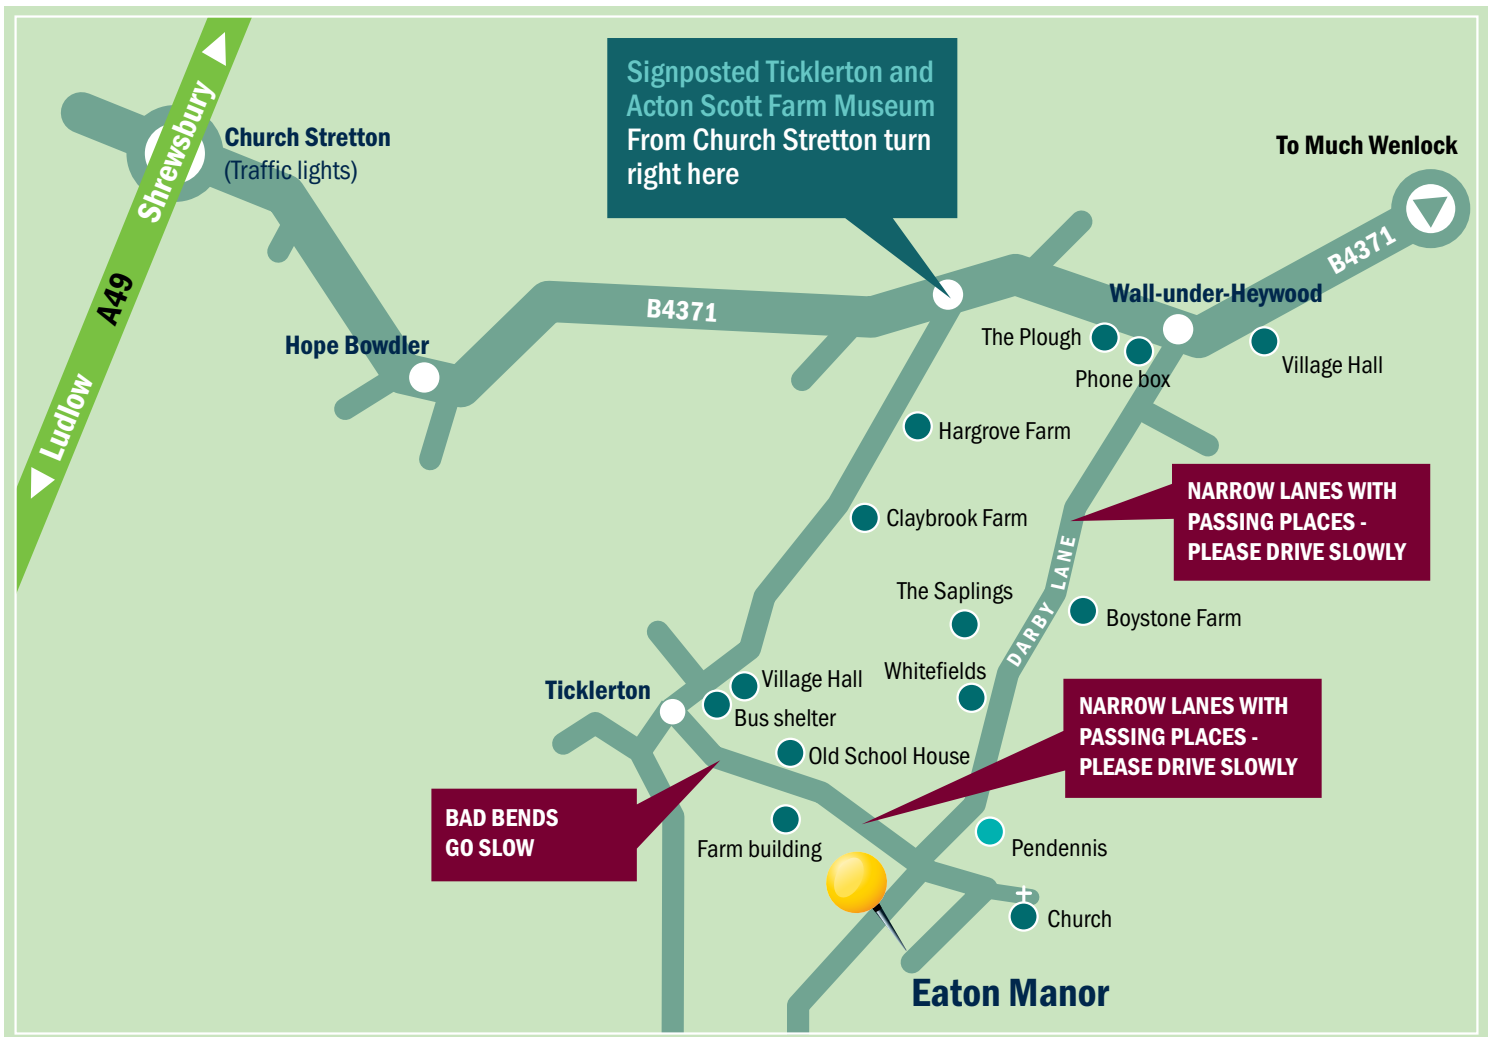 Shrewsbury
A49
Ludlow
Church Stretton
(Traffic lights)
Signposted Ticklerton and
Acton Scott Farm Museum
From Church Stretton turn
right here
To Much Wenlock
B4371
Hope Bowdler
B4371
Wall-under-Heywood
The Plough
Phone box
Village Hall
Hargrove Farm
Claybrook Farm
NARROW LANES WITH
PASSING PLACES -
PLEASE DRIVE SLOWLY
DARBY LANE
The Saplings
Boystone Farm
Whitefields
Ticklerton
Village Hall
Bus shelter
Old School House
NARROW LANES WITH
PASSING PLACES -
PLEASE DRIVE SLOWLY
BAD BENDS
GO SLOW
Farm building
Pendennis
Church
Eaton Manor